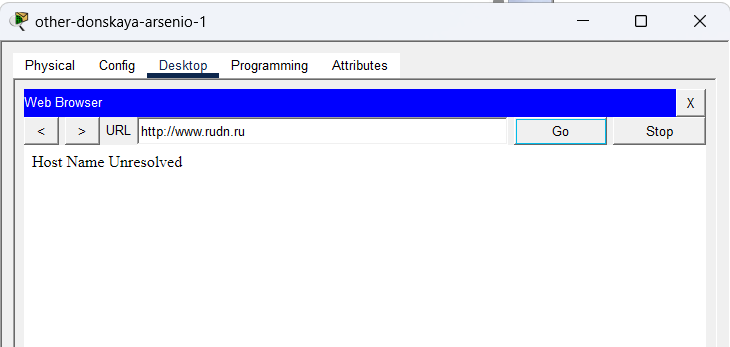 other-donskaya-arsenio-1
Physical Config Desktop Programming Attributes
Web Browser X
< > URL http://www.rudn.ru Go Stop
Host Name Unresolved